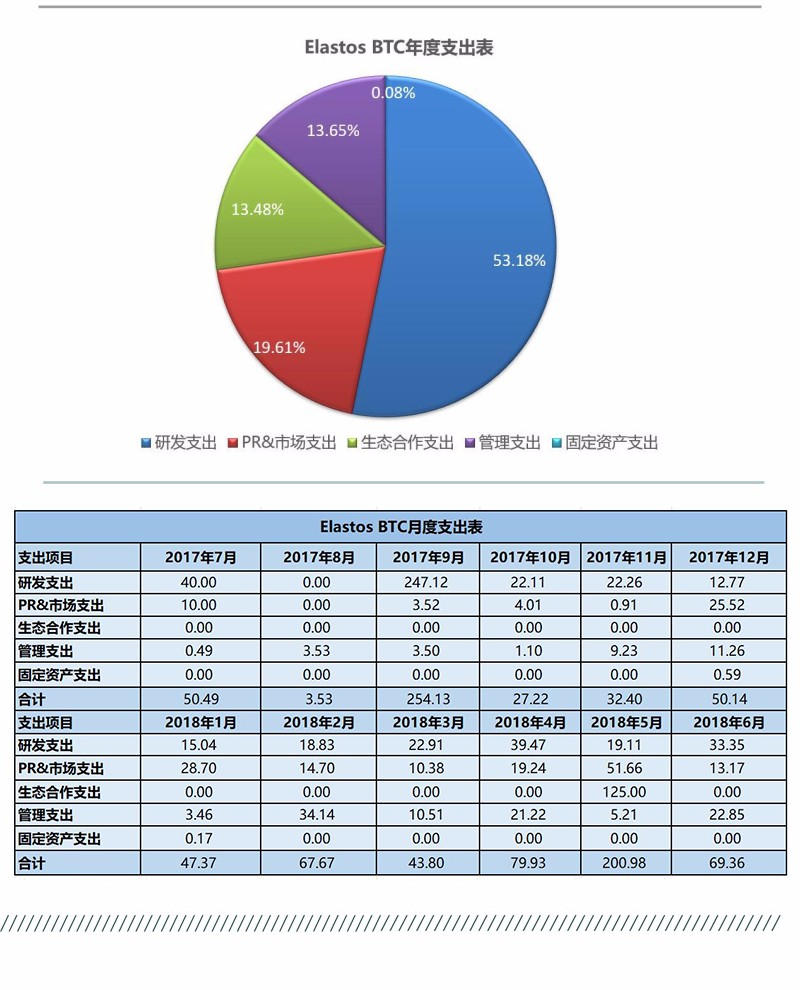 Elastos BTC年度支出表
0.08%
13.65%
13.48%
53.18%
19.61%
研发支出 PR&市场支出 生态合作支出 管理支出 固定资产支出
Elastos BTC月度支出表
支出项目 2017年7月 2017年8月 2017年9月 2017年10月 2017年11月 2017年12月
研发支出 40.00 0.00 247.12 22.11 22.26 12.77
PR&市场支出 10.00 0.00 3.52 4.01 0.91 25.52
生态合作支出 0.00 0.00 0.00 0.00 0.00 0.00
管理支出 0.49 3.53 3.50 1.10 9.23 11.26
固定资产支出 0.00 0.00 0.00 0.00 0.00 0.59
合计 50.49 3.53 254.13 27.22 32.40 50.14
支出项目 2018年1月 2018年2月 2018年3月 2018年4月 2018年5月 2018年6月
研发支出 15.04 18.83 22.91 39.47 19.11 33.35
PR&市场支出 28.70 14.70 10.38 19.24 51.66 13.17
生态合作支出 0.00 0.00 0.00 0.00 125.00 0.00
管理支出 3.46 34.14 10.51 21.22 5.21 22.85
固定资产支出 0.17 0.00 0.00 0.00 0.00 0.00
合计 47.37 67.67 43.80 79.93 200.98 69.36